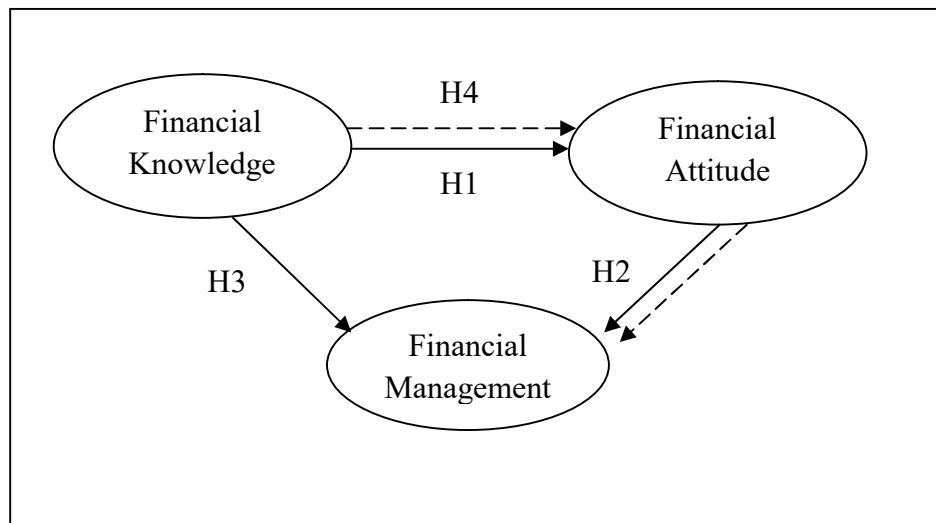 H4
Financial
Knowledge
Financial
Attitude
H1
H2
H3
Financial
Management